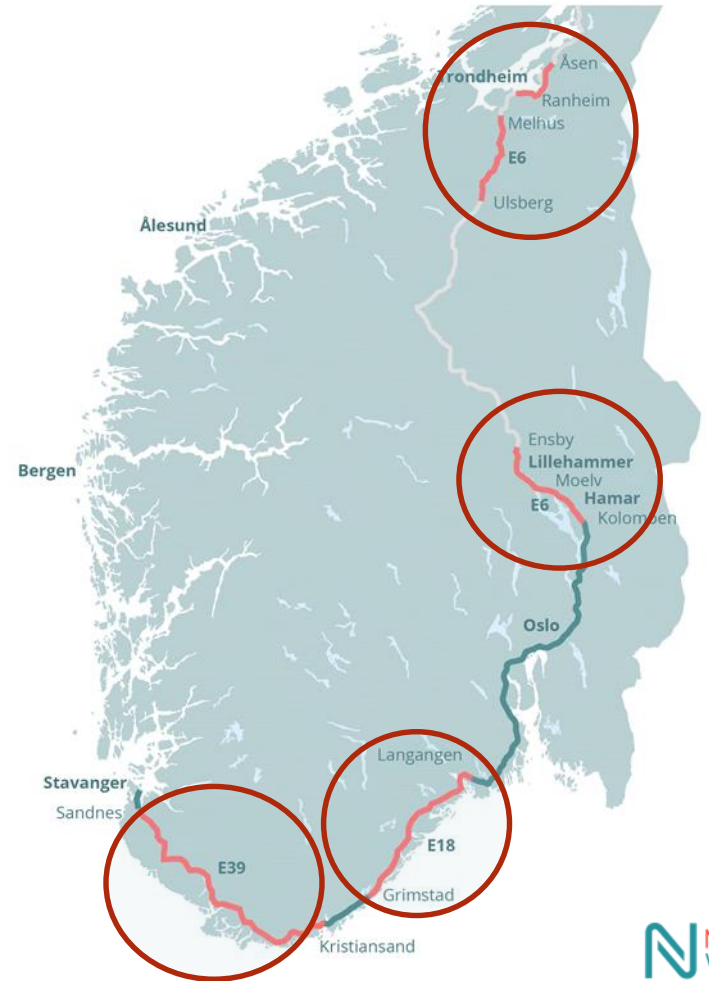 Åsen
Trondheim
Ranheim
Melhus
E6
Ulsberg
Ålesund
Ensby
Lillehammer
Moelv
Bergen
Hamar
E6
Kolomoen
Oslo
Langangen
Stavanger
Sandnes
E18
E39
Grimstad
Kristiansand